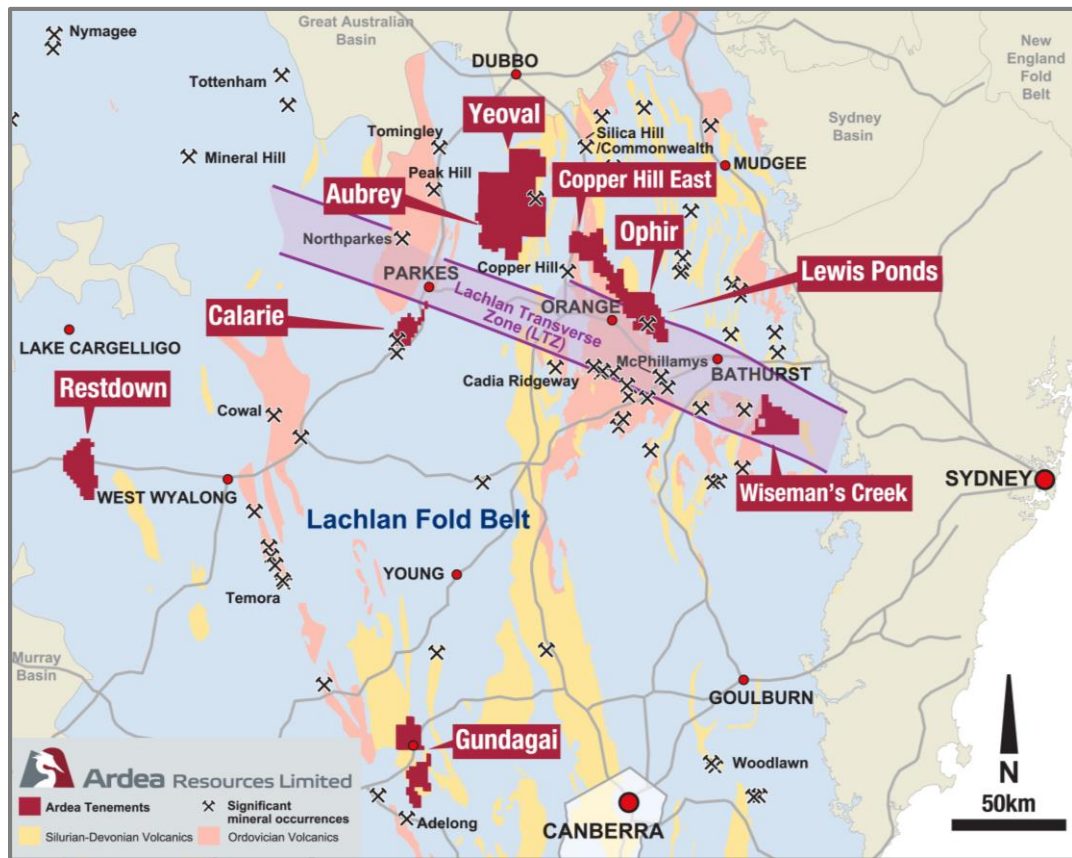 Great Australian
Basin
New
England
Fold
Belt
Nymagee
DUBBO
Tottenham
Yeoval
Sydney
Basin
Tomingley
Silica Hill
/Commonwealth
Mineral Hill
MUDGEE
Peak Hill
Copper Hill East
Aubrey
Ophir
Northparkes
Copper Hill
Lewis Ponds
PARKES
Lachlan Transverse
Zone (LTZ)
ORANGE
Calarie
LAKE CARGELLIGO
McPhillamys
BATHURST
Cadia Ridgeway
Restdown
Cowal
SYDNEY
WEST WYALONG
Wiseman's Creek
Lachlan Fold Belt
YOUNG
Temora
Murray
Basin
GOULBURN
Gundagai
Woodlawn
N
50km
Adelong
CANBERRA
Ardea Resources Limited
Ardea Tenements
Significant
mineral occurrences
Silurian-Devonian Volcanics
Ordovician Volcanics